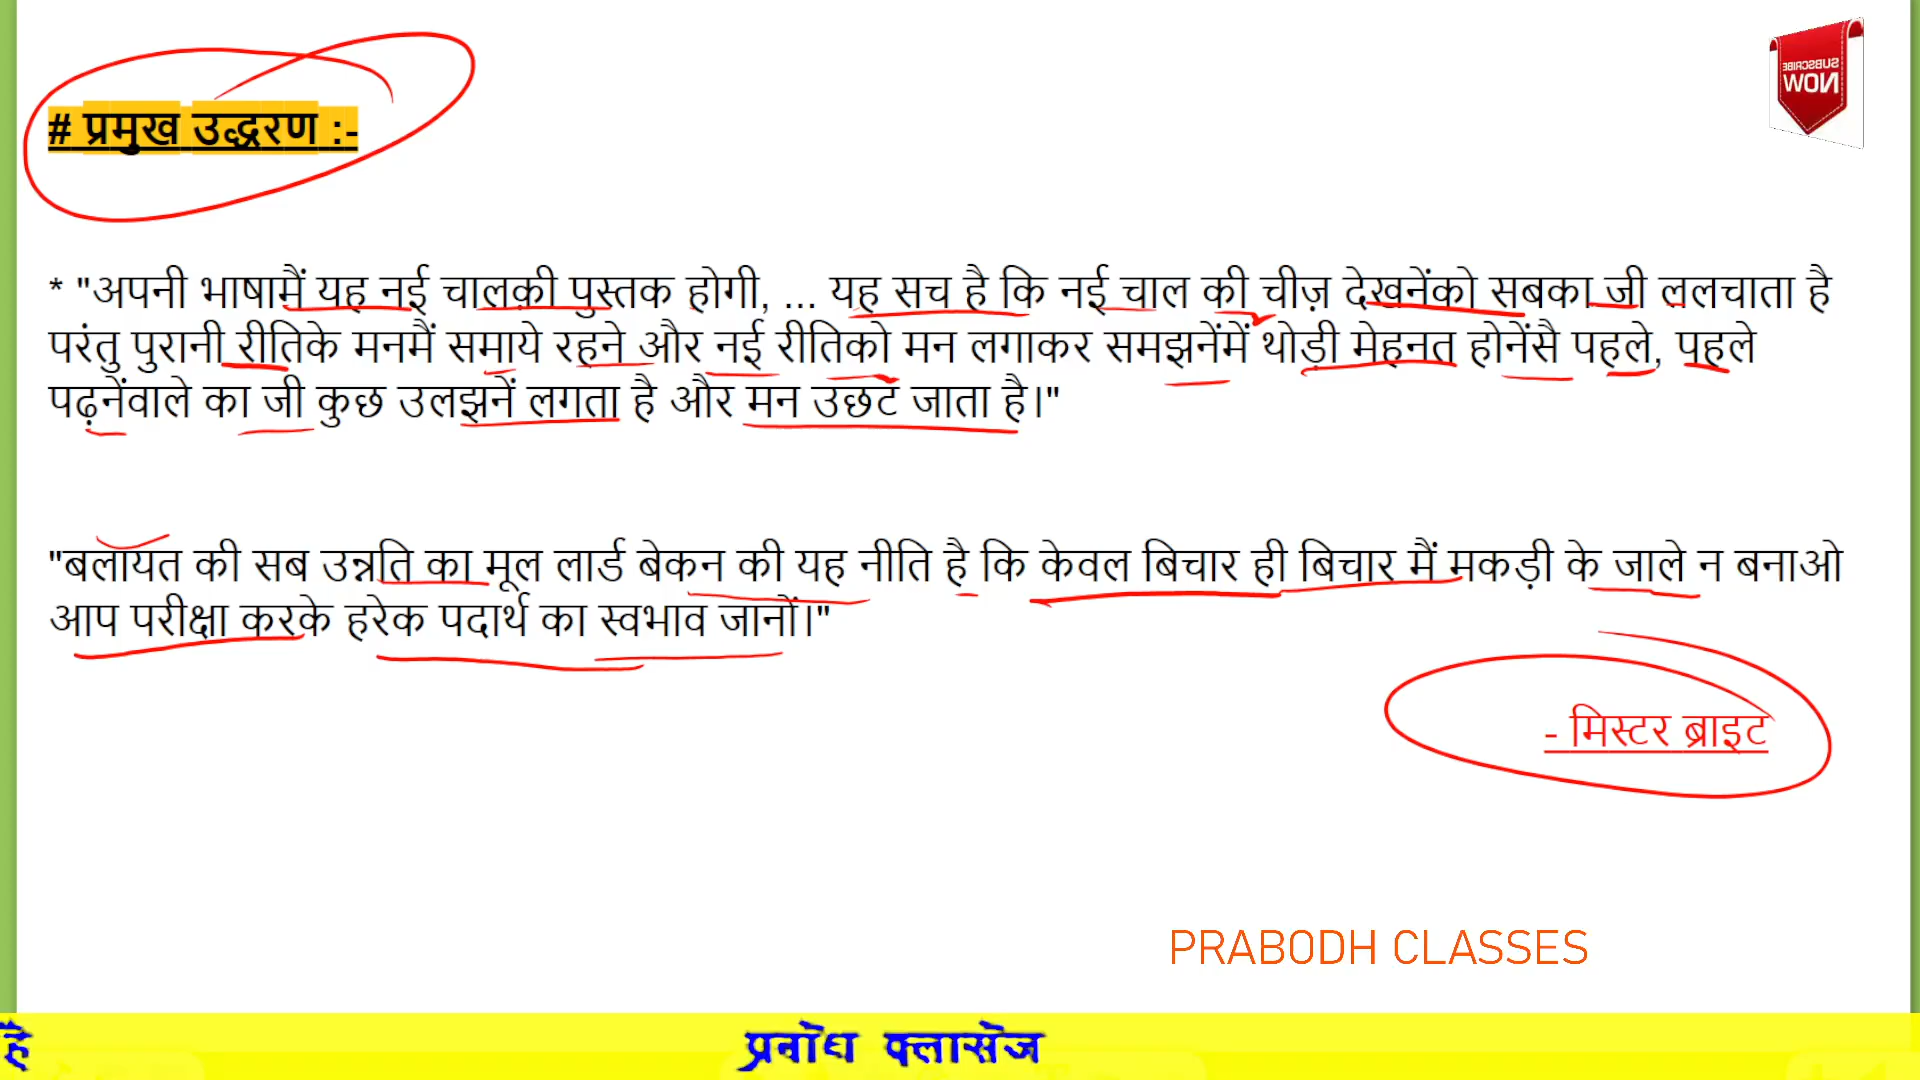 SUBSCRIBE
NOW
# प्रमुख उद्धरण :-
* "अपनी भाषामैं यह नई चालकी पुस्तक होगी, ... यह सच है कि नई चाल की चीज़ देखनेंको सबका जी ललचाता है
परंतु पुरानी रीतिके मनमैं समाये रहने और नई रीतिको मन लगाकर समझनेंमें थोड़ी मेहनत होनेंसै पहले, पहले
पढ़नेंवाले का जी कुछ उलझनें लगता है और मन उछट जाता है।"
"बलायत की सब उन्नति का मूल लार्ड बेकन की यह नीति है कि केवल बिचार ही बिचार मैं मकड़ी के जाले न बनाओ
आप परीक्षा करके हरेक पदार्थ का स्वभाव जानों।"
- मिस्टर ब्राइट
PRABODH CLASSES
है प्रबोध क्लासेज